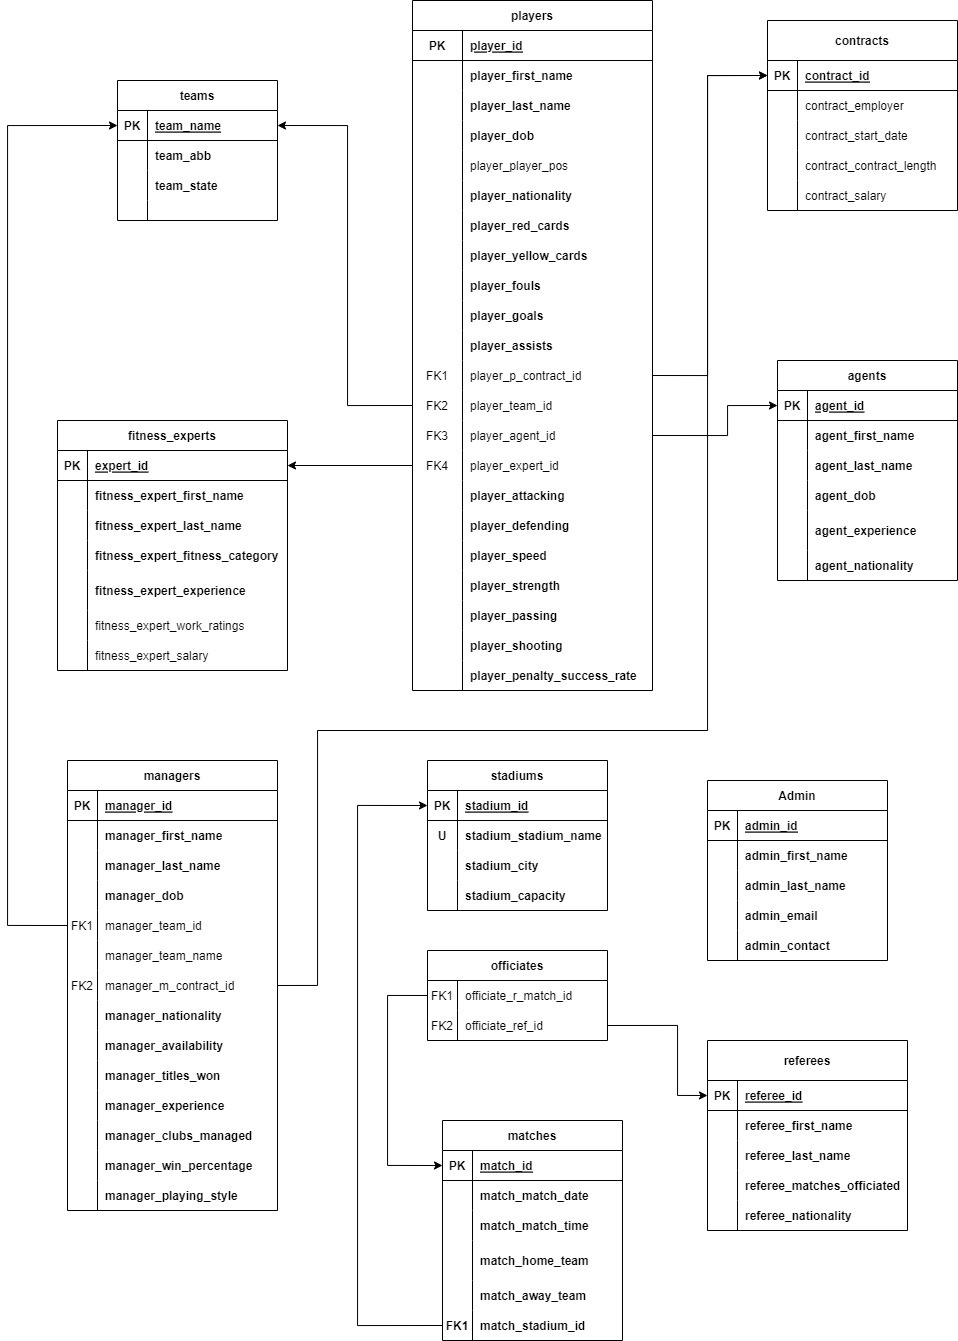 players
PK player_id
player_first_name
player_last_name
player_dob
player_player_pos
player_nationality
player_red_cards
player_yellow_cards
player_fouls
player_goals
player_assists
FK1 player_p_contract_id
FK2 player_team_id
FK3 player_agent_id
FK4 player_expert_id
player_attacking
player_defending
player_speed
player_strength
player_passing
player_shooting
player_penalty_success_rate
contracts
PK contract_id
contract_employer
contract_start_date
contract_contract_length
contract_salary
teams
PK team_name
team_abb
team_state
agents
PK agent_id
agent_first_name
agent_last_name
agent_dob
agent_experience
agent_nationality
fitness_experts
PK expert_id
fitness_expert_first_name
fitness_expert_last_name
fitness_expert_fitness_category
fitness_expert_experience
fitness_expert_work_ratings
fitness_expert_salary
managers
PK manager_id
manager_first_name
manager_last_name
manager_dob
FK1 manager_team_id
manager_team_name
FK2 manager_m_contract_id
manager_nationality
manager_availability
manager_titles_won
manager_experience
manager_clubs_managed
manager_win_percentage
manager_playing_style
stadiums
PK stadium_id
U stadium_stadium_name
stadium_city
stadium_capacity
Admin
PK admin_id
admin_first_name
admin_last_name
admin_email
admin_contact
officiates
FK1 officiate_r_match_id
FK2 officiate_ref_id
referees
PK referee_id
referee_first_name
referee_last_name
referee_matches_officiated
referee_nationality
matches
PK match_id
match_match_date
match_match_time
match_home_team
match_away_team
FK1 match_stadium_id